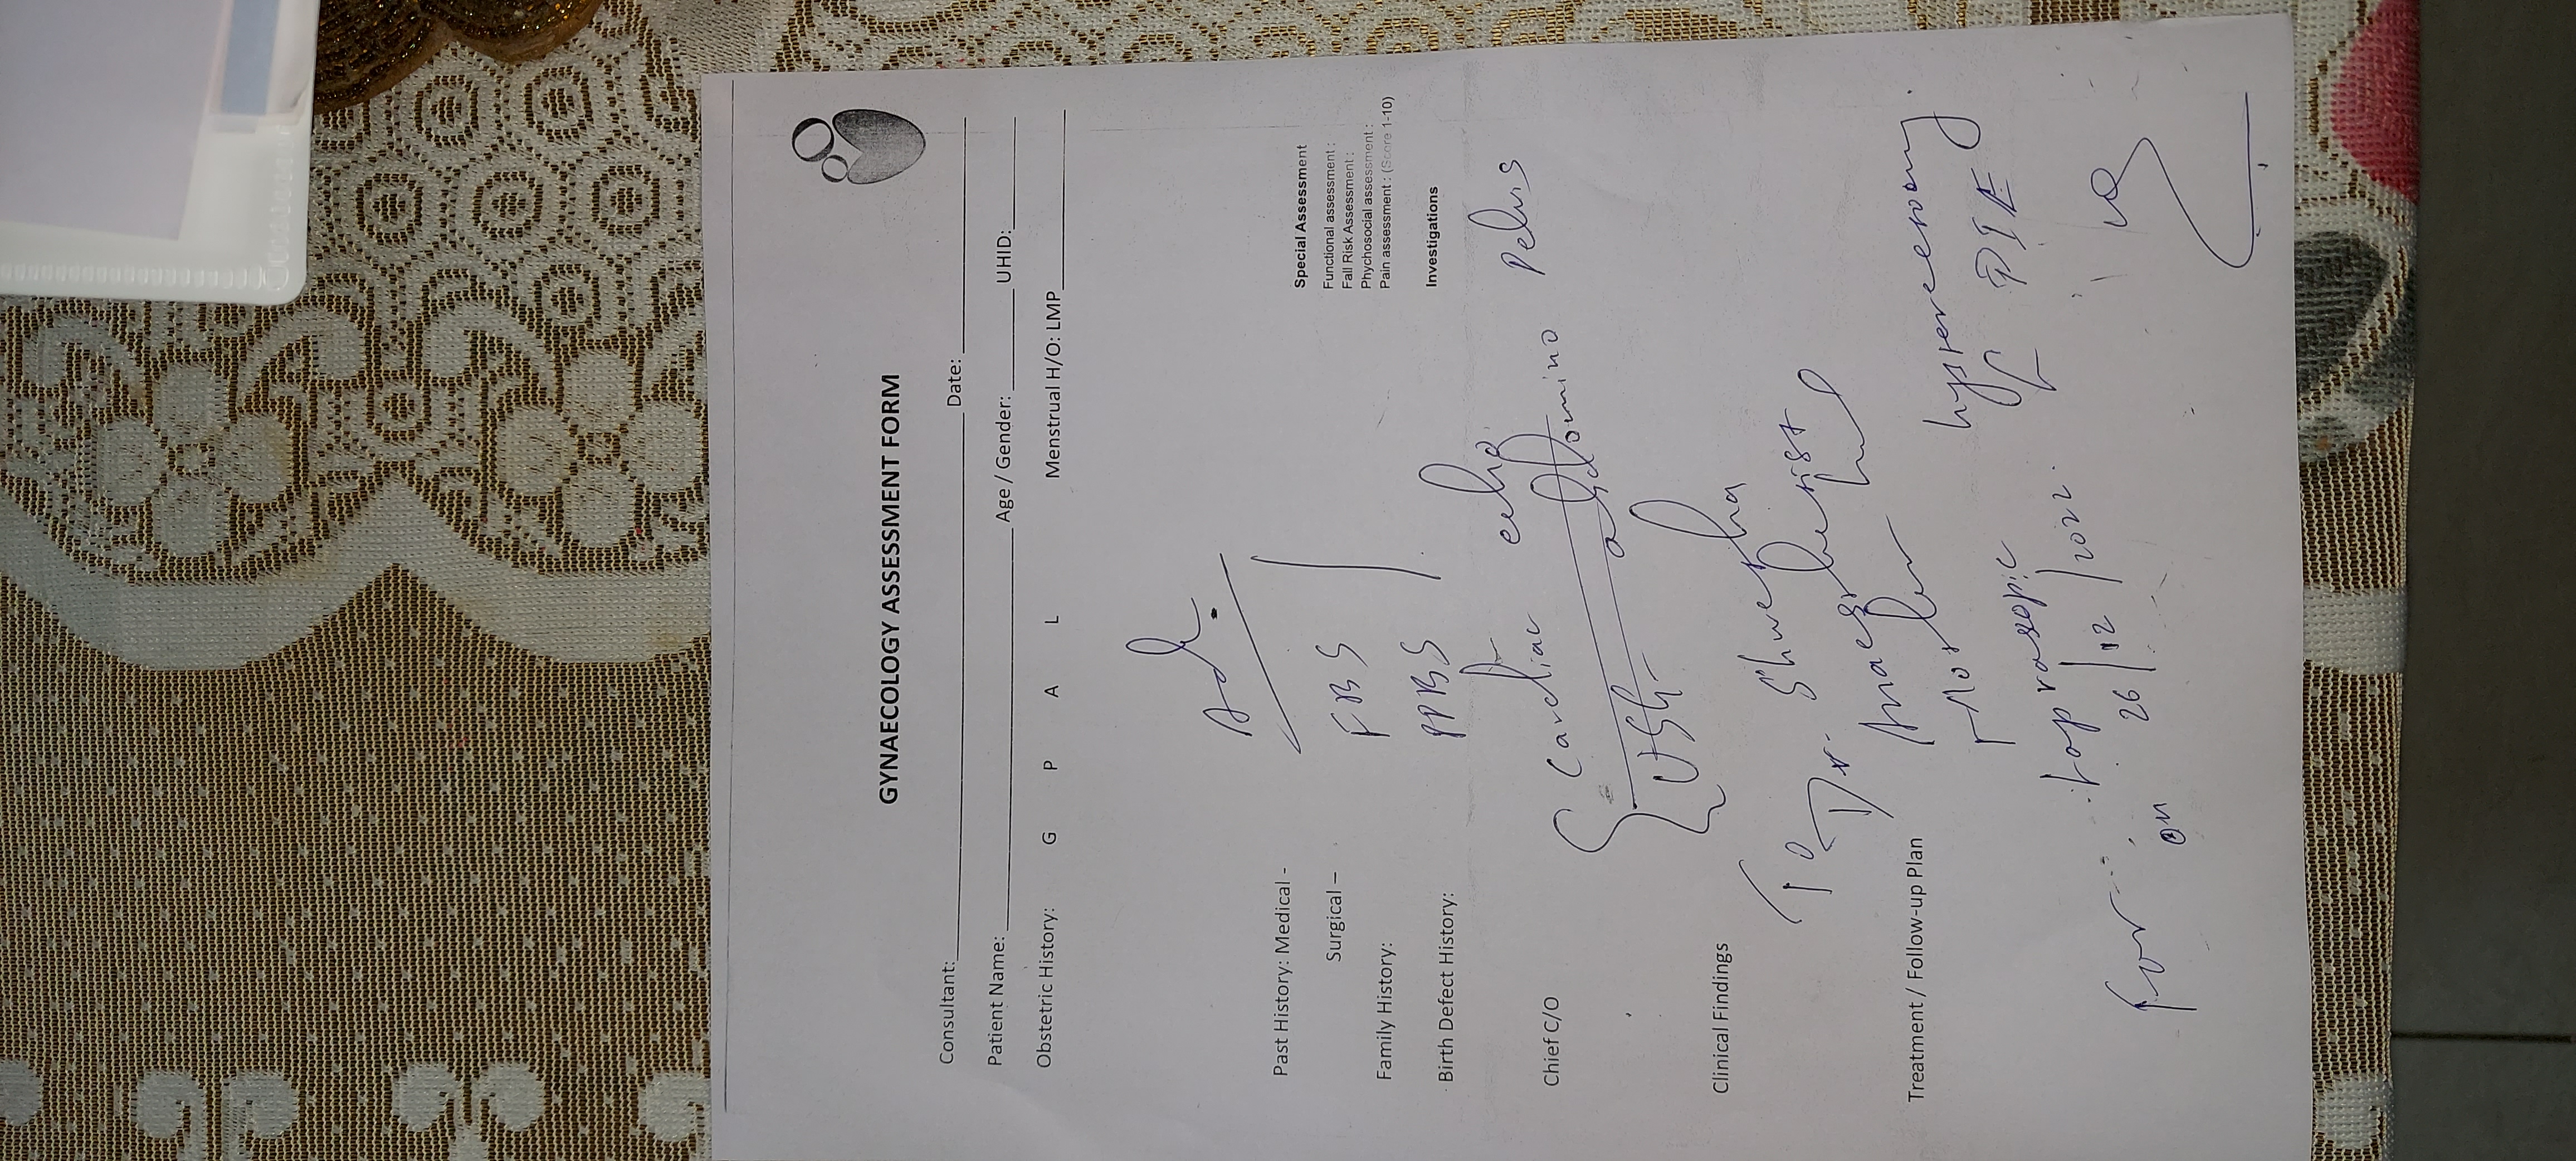 GYNAECOLOGY ASSESSMENT FORM
Consultant: Date:
Patient Name: Age / Gender: UHID:
Obstetric History: G P A L Menstrual H/O: LMP
Adv.
Past History: Medical -
Surgical –
Family History:
Birth Defect History:
Special Assessment
Functional assessment :
Fall Risk Assessment :
Phychosocial assessment :
Pain assessment : (Score 1-10)
Investigations
FBS
PPBS
Cardiac echo
USG abdomino Pelvis
Chief C/O
Clinical Findings
To Dr. Shwetha
Treatment / Follow-up Plan
for laparoscopic
on 26/12/2022.